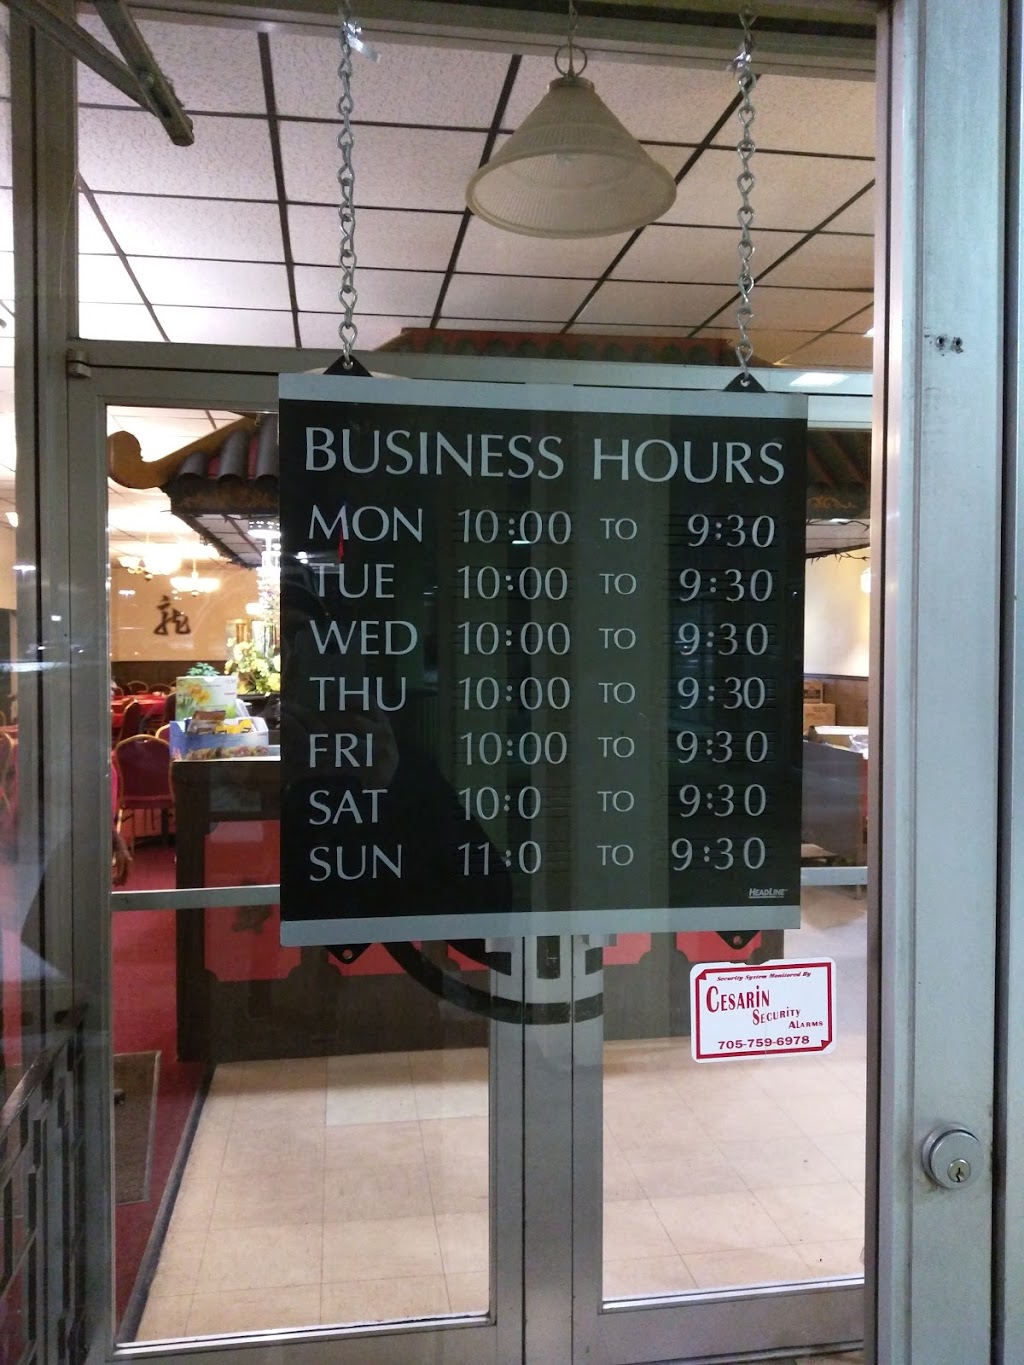 BUSINESS HOURS
MON 10:00 TO 9:30
TUE 10:00 TO 9:30
WED 10:00 TO 9:30
THU 10:00 TO 9:30
FRI 10:00 TO 9:30
SAT 10:0 TO 9:30
SUN 11:0 TO 9:30
HEADLINE
龍
Security System Monitored By
CESARIN
SECURITY
ALARMS
705-759-6978